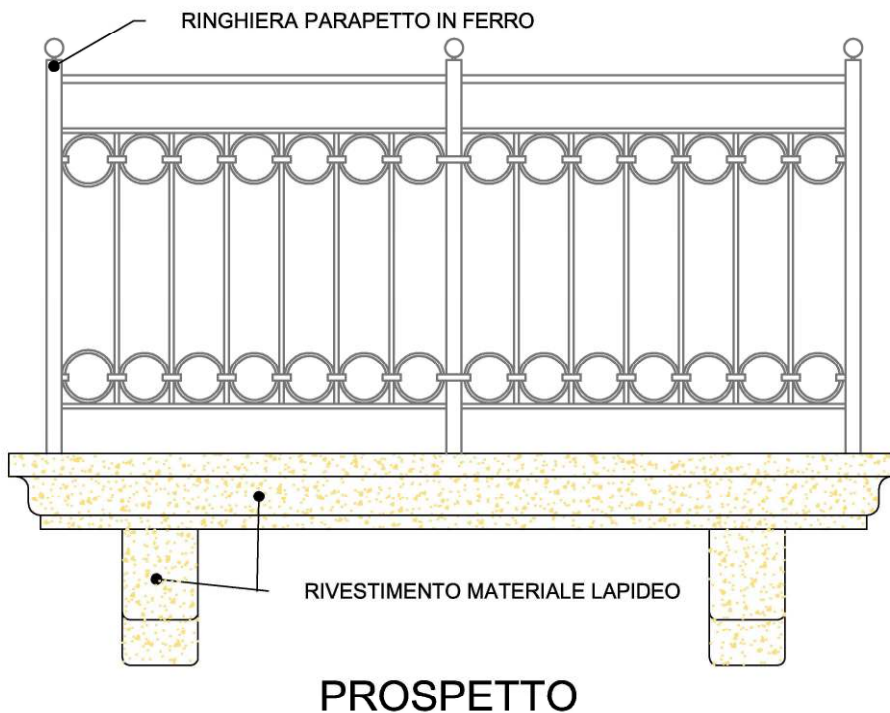 RINGHIERA PARAPETTO IN FERRO
RIVESTIMENTO MATERIALE LAPIDEO
PROSPETTO